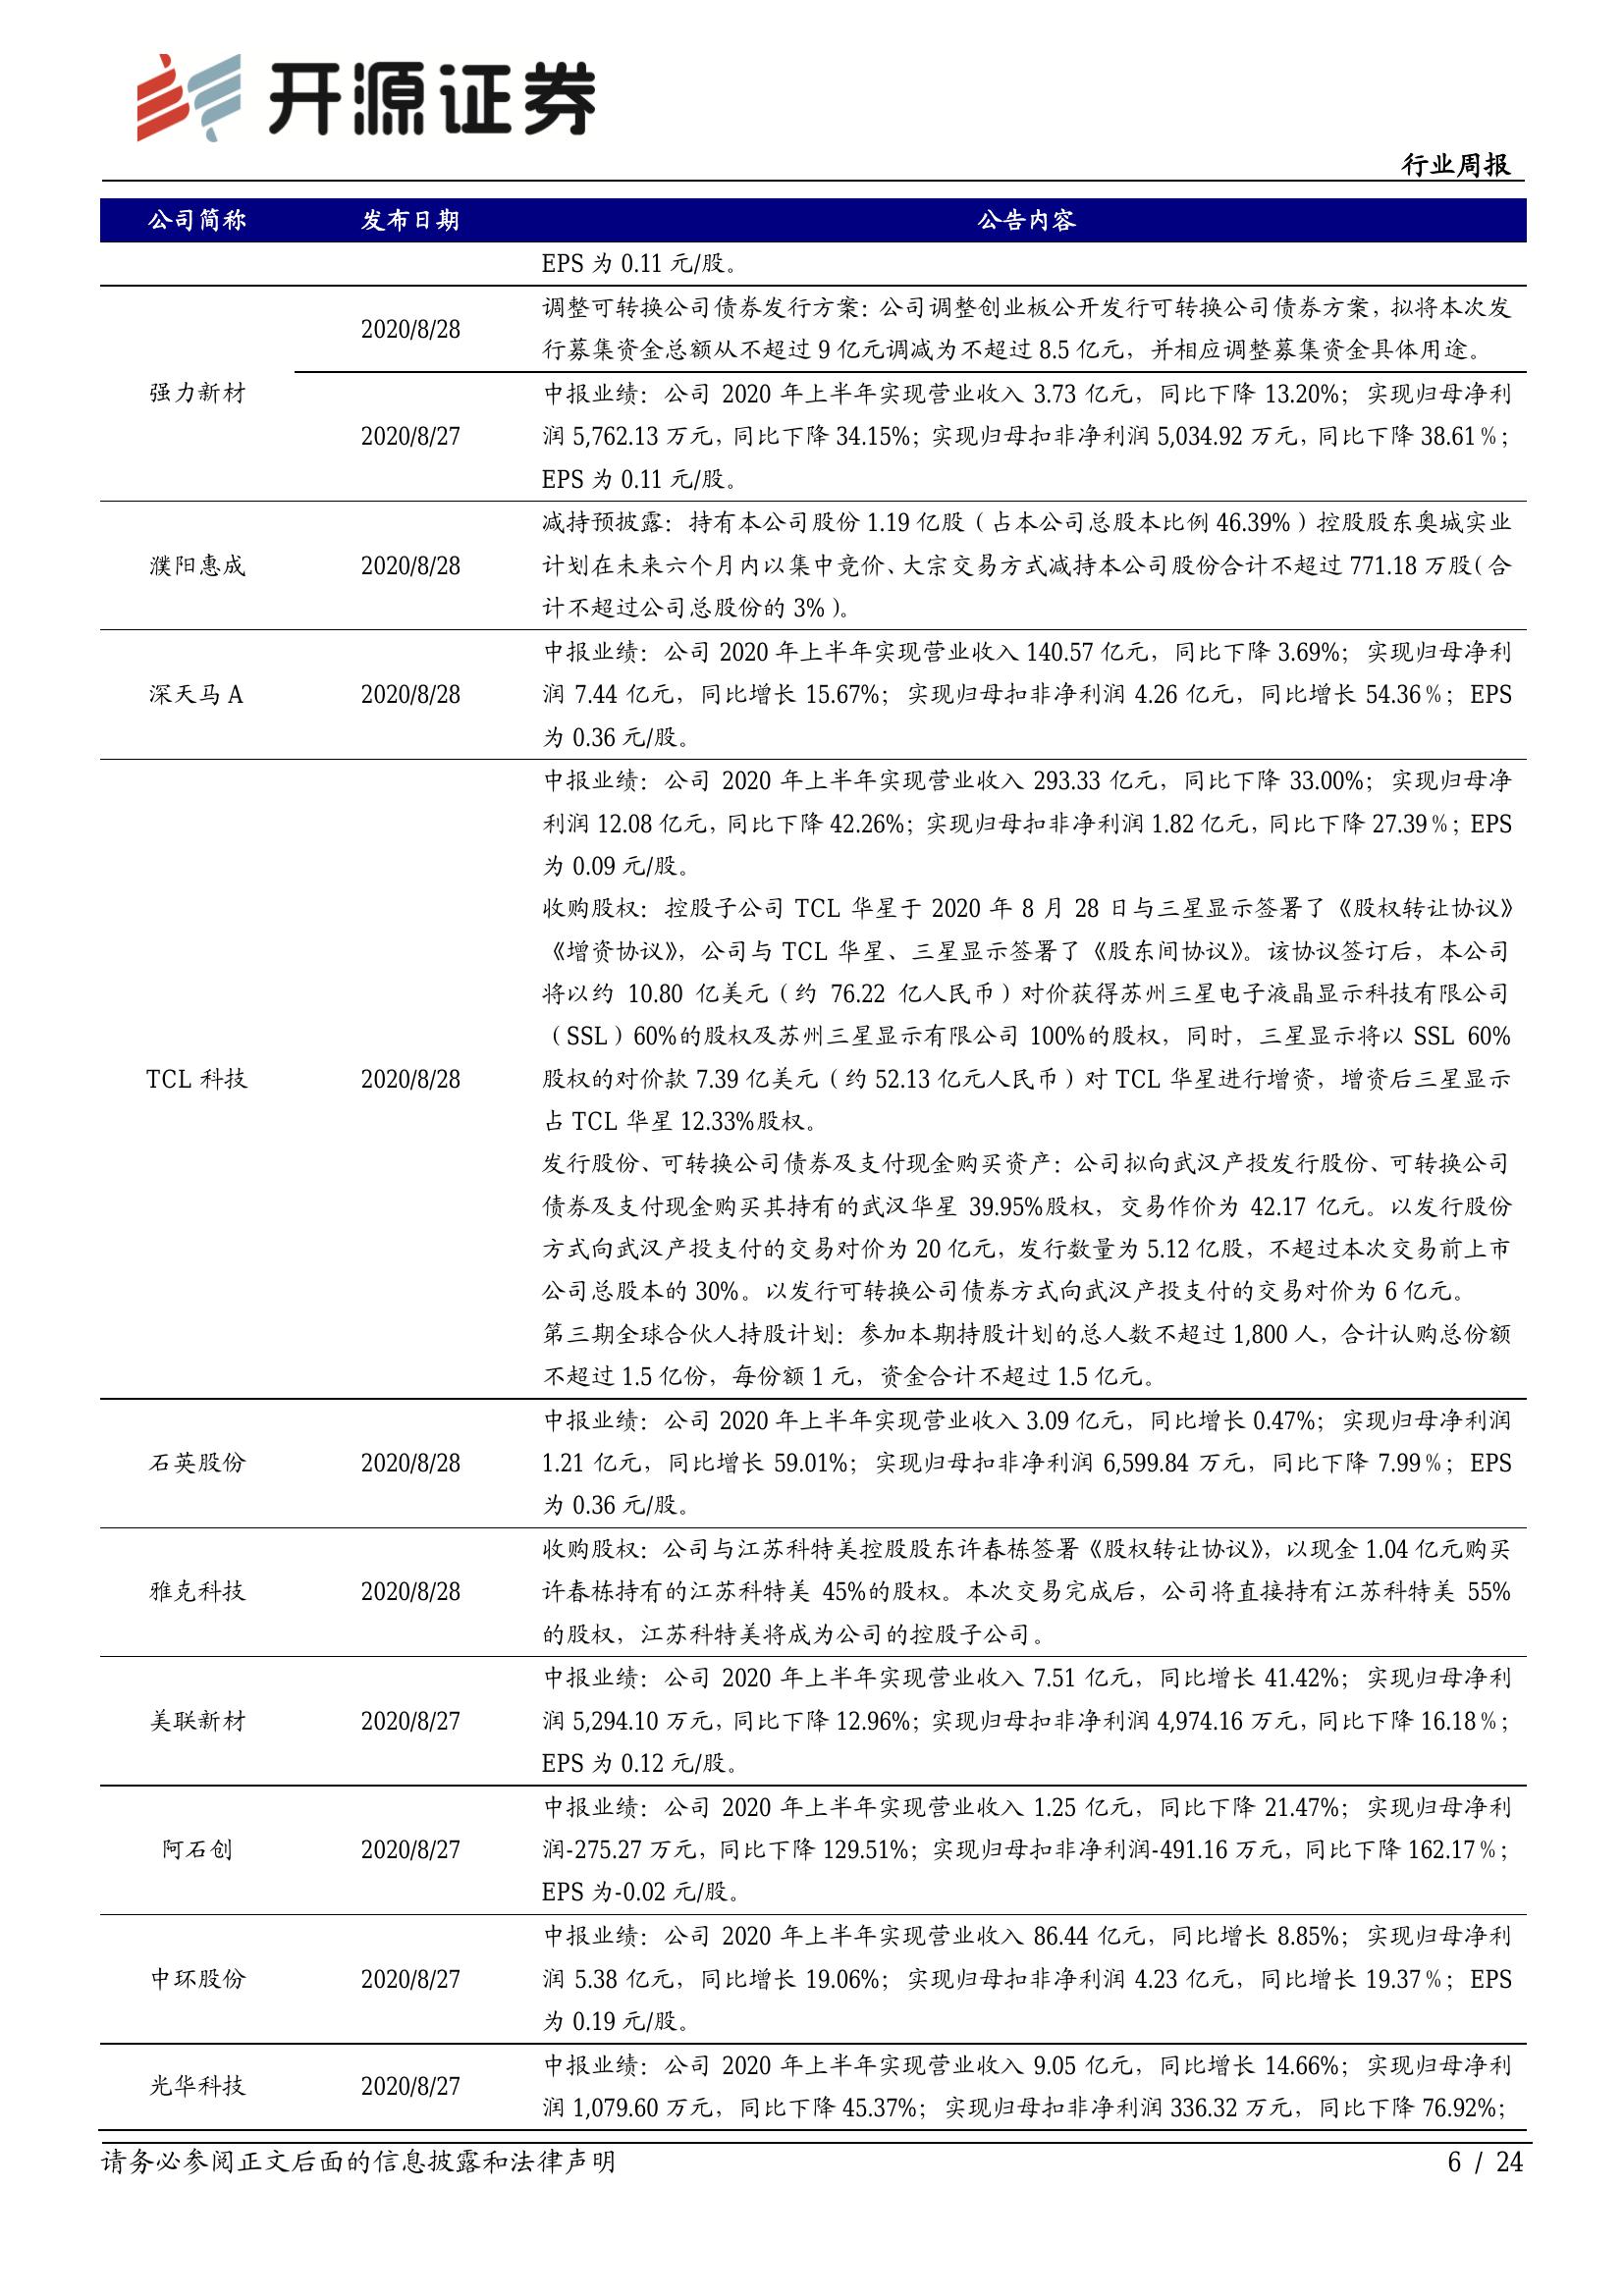 开源证券
行业周报
公司简称 发布日期 公告内容
EPS 为 0.11 元/股。
强力新材
2020/8/28
调整可转换公司债券发行方案：公司调整创业板公开发行可转换公司债券方案，拟将本次发
行募集资金总额从不超过 9 亿元调减为不超过 8.5 亿元，并相应调整募集资金具体用途。
2020/8/27
中报业绩：公司 2020 年上半年实现营业收入 3.73 亿元，同比下降 13.20%；实现归母净利
润 5,762.13 万元，同比下降 34.15%；实现归母扣非净利润 5,034.92 万元，同比下降 38.61%；
EPS 为 0.11 元/股。
濮阳惠成
2020/8/28
减持预披露：持有本公司股份 1.19 亿股（占本公司总股本比例 46.39%）控股股东奥城实业
计划在未来六个月内以集中竞价、大宗交易方式减持本公司股份合计不超过 771.18 万股（合
计不超过公司总股份的 3%）。
深天马 A
2020/8/28
中报业绩：公司 2020 年上半年实现营业收入 140.57 亿元，同比下降 3.69%；实现归母净利
润 7.44 亿元，同比增长 15.67%；实现归母扣非净利润 4.26 亿元，同比增长 54.36%；EPS
为 0.36 元/股。
TCL 科技
2020/8/28
中报业绩：公司 2020 年上半年实现营业收入 293.33 亿元，同比下降 33.00%；实现归母净
利润 12.08 亿元，同比下降 42.26%；实现归母扣非净利润 1.82 亿元，同比下降 27.39%；EPS
为 0.09 元/股。
收购股权：控股子公司 TCL 华星于 2020 年 8 月 28 日与三星显示签署了《股权转让协议》
《增资协议》，公司与 TCL 华星、三星显示签署了《股东间协议》。该协议签订后，本公司
将以约 10.80 亿美元（约 76.22 亿人民币）对价获得苏州三星电子液晶显示科技有限公司
（SSL）60%的股权及苏州三星显示有限公司 100%的股权，同时，三星显示将以 SSL 60%
股权的对价款 7.39 亿美元（约 52.13 亿元人民币）对 TCL 华星进行增资，增资后三星显示
占 TCL 华星 12.33%股权。
发行股份、可转换公司债券及支付现金购买资产：公司拟向武汉产投发行股份、可转换公司
债券及支付现金购买其持有的武汉华星 39.95%股权，交易作价为 42.17 亿元。以发行股份
方式向武汉产投支付的交易对价为 20 亿元，发行数量为 5.12 亿股，不超过本次交易前上市
公司总股本的 30%。以发行可转换公司债券方式向武汉产投支付的交易对价为 6 亿元。
第三期全球合伙人持股计划：参加本期持股计划的总人数不超过 1,800 人，合计认购总份额
不超过 1.5 亿份，每份额 1 元，资金合计不超过 1.5 亿元。
石英股份
2020/8/28
中报业绩：公司 2020 年上半年实现营业收入 3.09 亿元，同比增长 0.47%；实现归母净利润
1.21 亿元，同比增长 59.01%；实现归母扣非净利润 6,599.84 万元，同比下降 7.99%；EPS
为 0.36 元/股。
雅克科技
2020/8/28
收购股权：公司与江苏科特美控股股东许春栋签署《股权转让协议》，以现金 1.04 亿元购买
许春栋持有的江苏科特美 45%的股权。本次交易完成后，公司将直接持有江苏科特美 55%
的股权，江苏科特美将成为公司的控股子公司。
美联新材
2020/8/27
中报业绩：公司 2020 年上半年实现营业收入 7.51 亿元，同比增长 41.42%；实现归母净利
润 5,294.10 万元，同比下降 12.96%；实现归母扣非净利润 4,974.16 万元，同比下降 16.18%；
EPS 为 0.12 元/股。
阿石创
2020/8/27
中报业绩：公司 2020 年上半年实现营业收入 1.25 亿元，同比下降 21.47%；实现归母净利
润-275.27 万元，同比下降 129.51%；实现归母扣非净利润-491.16 万元，同比下降 162.17%；
EPS 为-0.02 元/股。
中环股份
2020/8/27
中报业绩：公司 2020 年上半年实现营业收入 86.44 亿元，同比增长 8.85%；实现归母净利
润 5.38 亿元，同比增长 19.06%；实现归母扣非净利润 4.23 亿元，同比增长 19.37%；EPS
为 0.19 元/股。
光华科技
2020/8/27
中报业绩：公司 2020 年上半年实现营业收入 9.05 亿元，同比增长 14.66%；实现归母净利
润 1,079.60 万元，同比下降 45.37%；实现归母扣非净利润 336.32 万元，同比下降 76.92%；
请务必参阅正文后面的信息披露和法律声明
6 / 24